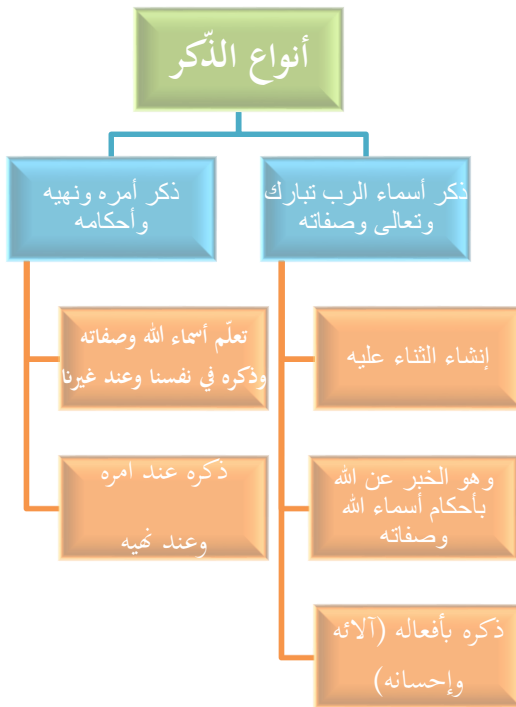 أنواع الذّكر
ذكر أسماء الرب تبارك
وتعالى وصفاته
إنشاء الثناء عليه
وهو الخبر عن الله
بأحكام أسماء الله
وصفاته
ذكره بأفعاله (آلائه
وإحسانه)
ذكر أمره ونهيه
وأحكامه
تعلّم أسماء الله وصفاته
وذكره في نفسنا وعند غيرنا
ذكره عند امره
وعند نهيه